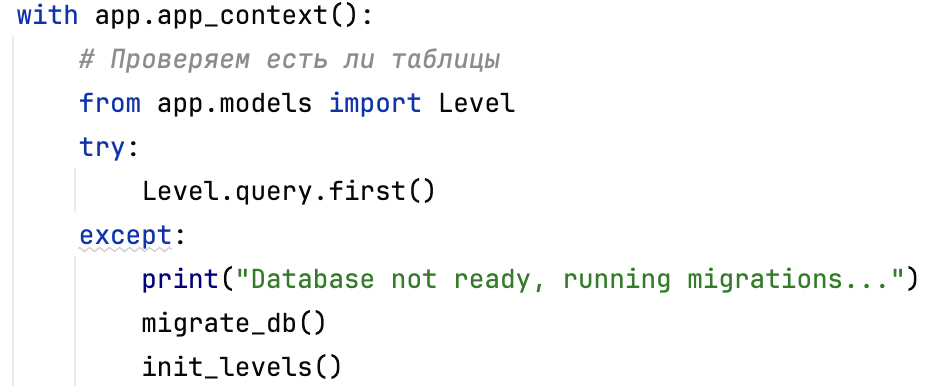 with app.app_context():
# Проверяем есть ли таблицы
from app.models import Level
try:
Level.query.first()
except:
print("Database not ready, running migrations...")
migrate_db()
init_levels()